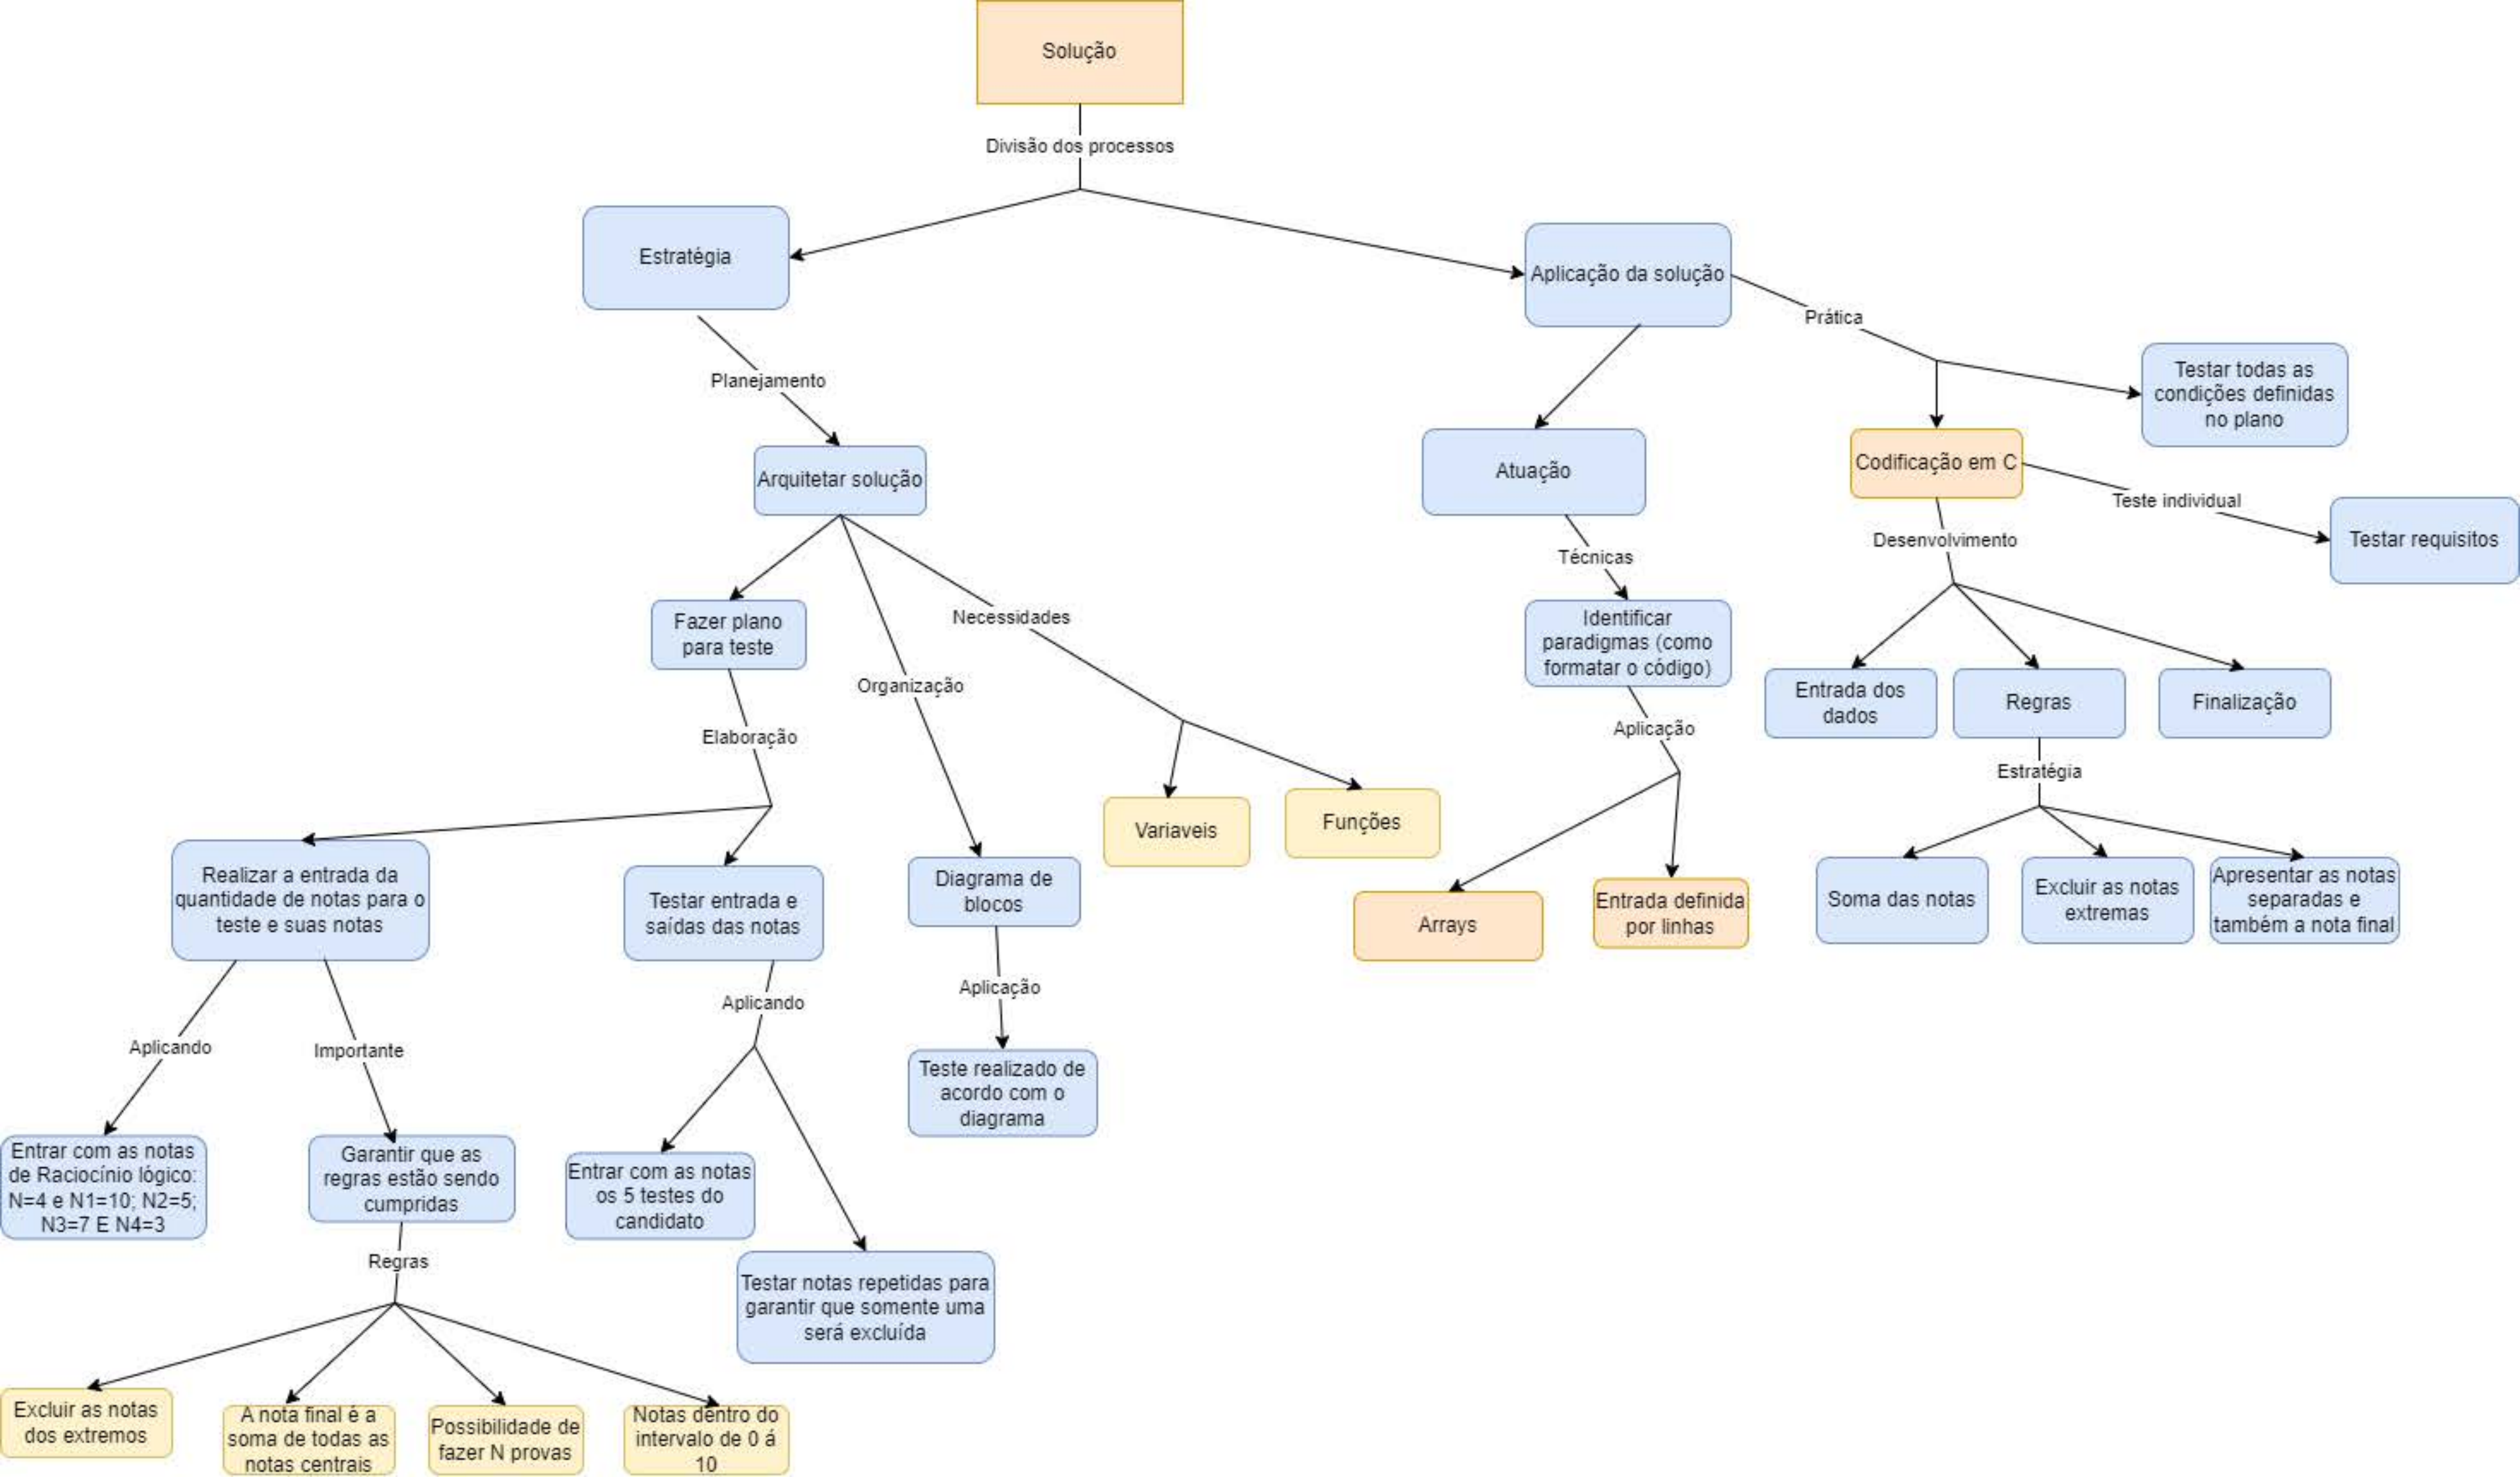 Solução
Divisão dos processos
Estratégia
Aplicação da solução
Prática
Planejamento
Testar todas as
condições definidas
no plano
Arquitetar solução
Atuação
Codificação em C
Teste individual
Testar requisitos
Desenvolvimento
Técnicas
Fazer plano
para teste
Necessidades
Identificar
paradigmas (como
formatar o código)
Organização
Entrada dos
dados
Regras
Finalização
Elaboração
Aplicação
Estratégia
Variaveis
Funções
Realizar a entrada da
quantidade de notas para o
teste e suas notas
Testar entrada e
saídas das notas
Diagrama de
blocos
Arrays
Entrada definida
por linhas
Soma das notas
Excluir as notas
extremas
Apresentar as notas
separadas e
também a nota final
Aplicando
Importante
Aplicando
Aplicação
Teste realizado de
acordo com o
diagrama
Entrar com as notas
de Raciocínio lógico:
N=4 e N1=10; N2=5;
N3=7 E N4=3
Garantir que as
regras estão sendo
cumpridas
Entrar com as notas
os 5 testes do
candidato
Regras
Testar notas repetidas para
garantir que somente uma
será excluída
Excluir as notas
dos extremos
A nota final é a
soma de todas as
notas centrais
Possibilidade de
fazer N provas
Notas dentro do
intervalo de 0 á
10